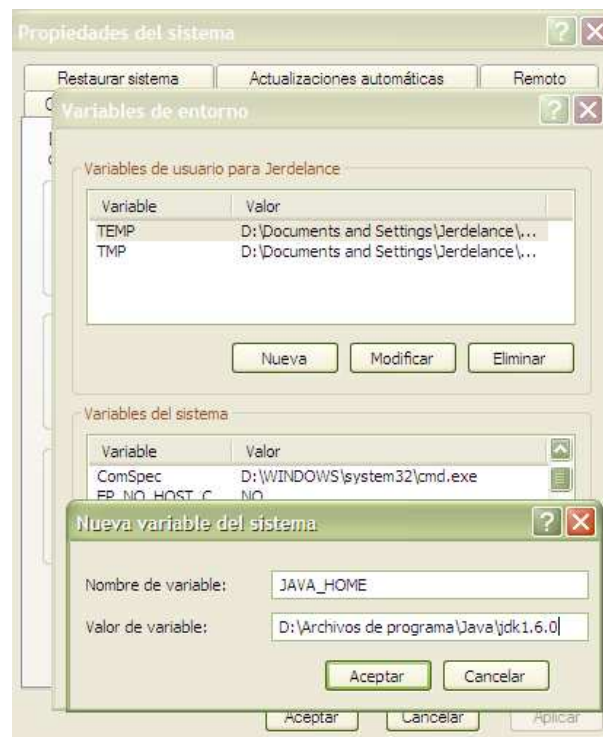 Propiedades del sistema
Restaurar sistema Actualizaciones automáticas Remoto
Variables de entorno
Variables de usuario para Jerdelance
Variable Valor
TEMP D:\Documents and Settings\Jerdelance\...
TMP D:\Documents and Settings\Jerdelance\...
Nueva Modificar Eliminar
Variables del sistema
Variable Valor
ComSpec D:\WINDOWS\system32\cmd.exe
FP_NO_HOST_C... NO
Nueva variable del sistema
Nombre de variable: JAVA_HOME
Valor de variable: D:\Archivos de programa\Java\jdk1.6.0
Aceptar Cancelar
Aceptar Cancelar Aplicar